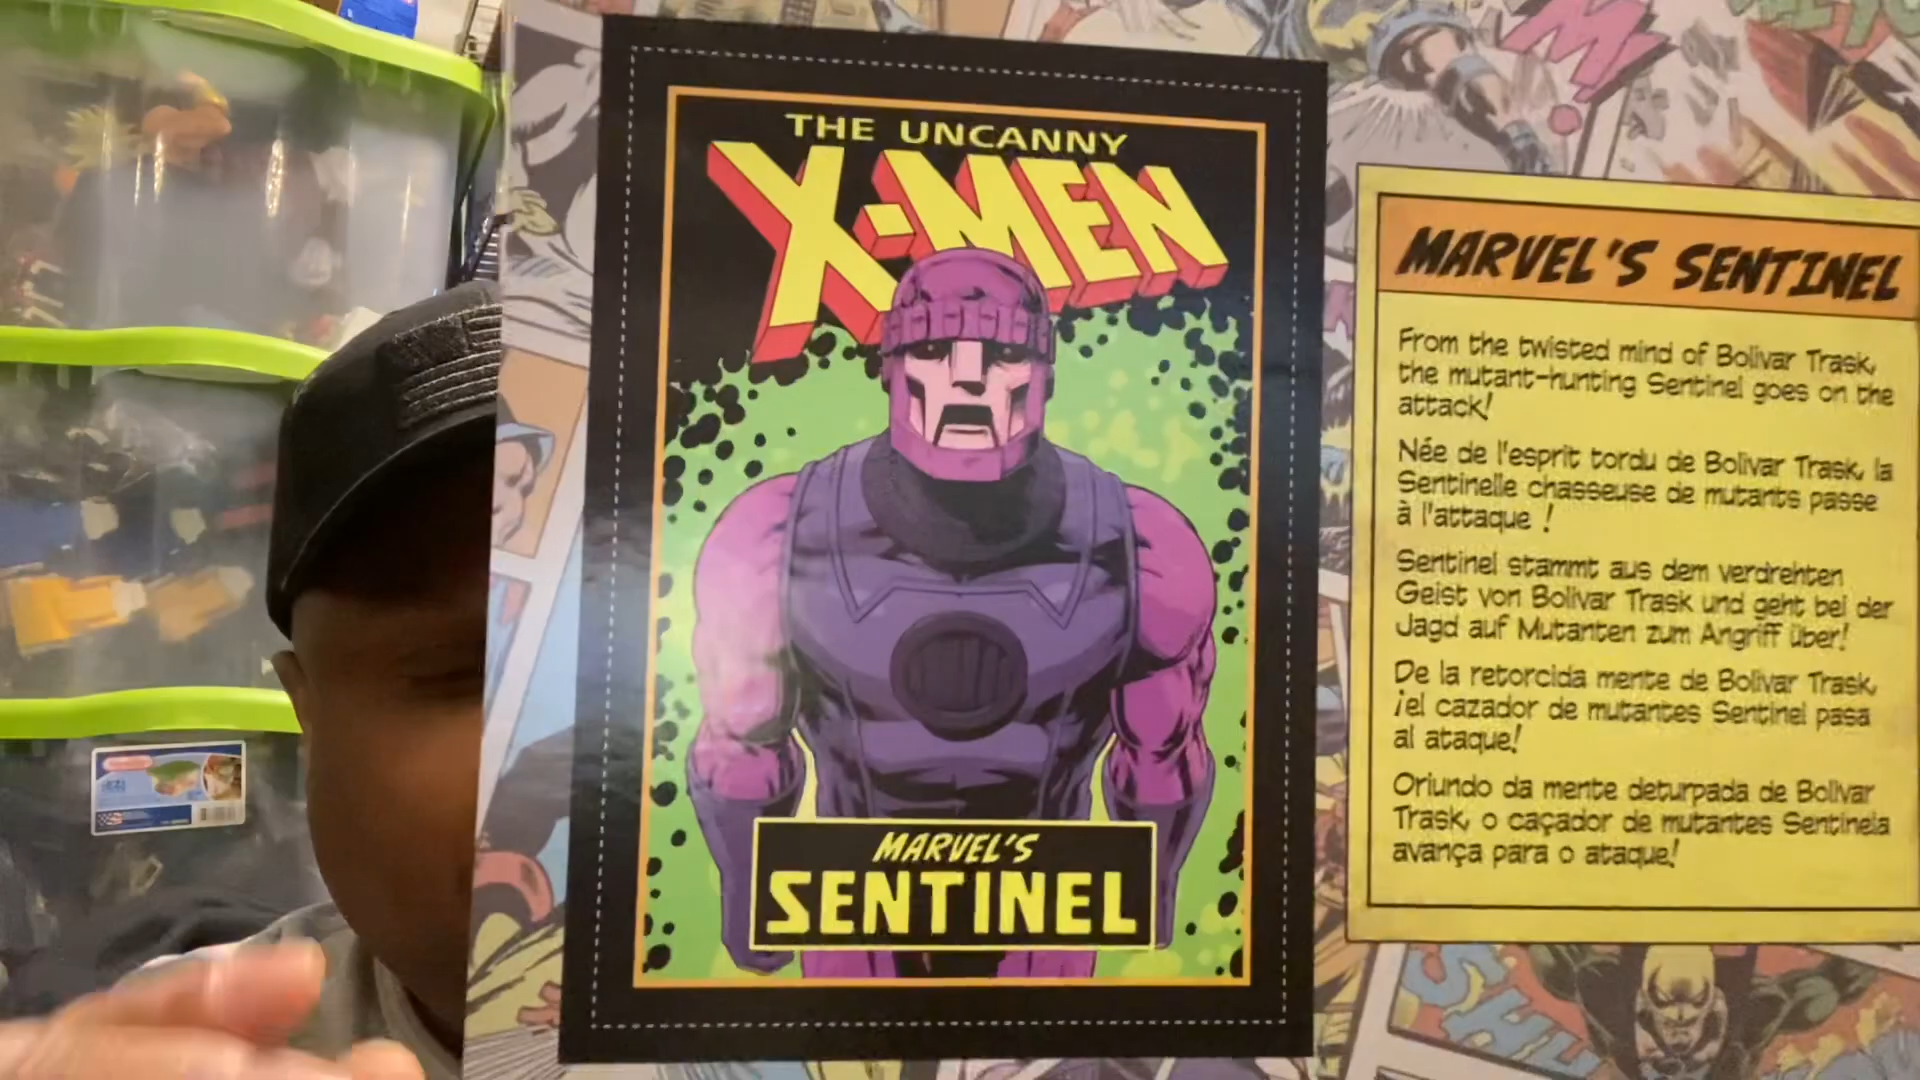 THE UNCANNY
X-MEN
MARVEL'S
SENTINEL
MARVEL'S SENTINEL
From the twisted mind of Bolivar Trask,
the mutant-hunting Sentinel goes on the
attack!
Née de l'esprit tordu de Bolivar Trask, la
Sentinelle chasseuse de mutants passe
à l'attaque !
Sentinel stammt aus dem verdrehten
Geist von Bolivar Trask und geht bei der
Jagd auf Mutanten zum Angriff über!
De la retorcida mente de Bolivar Trask,
¡el cazador de mutantes Sentinel pasa
al ataque!
Oriundo da mente deturpada de Bolivar
Trask, o caçador de mutantes Sentinela
avança para o ataque!